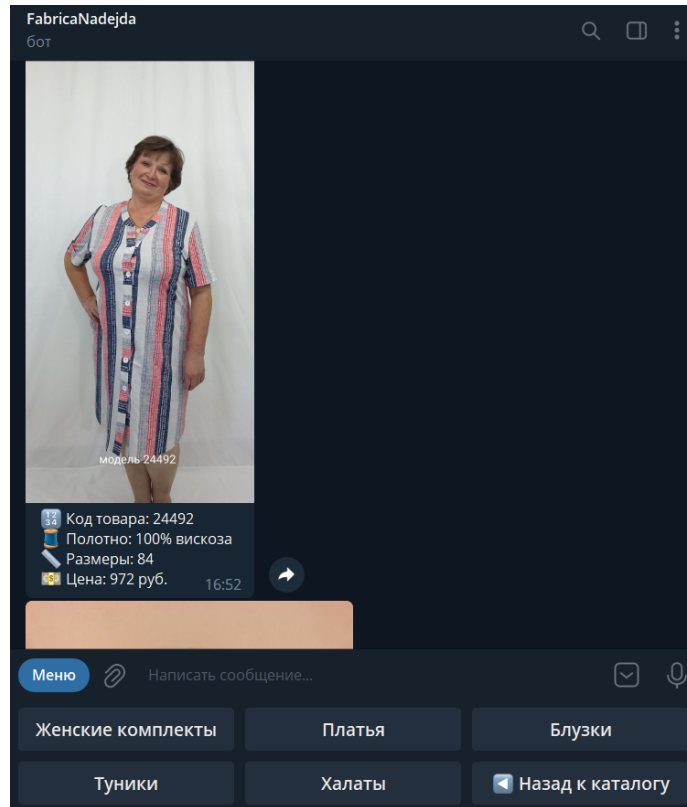 FabricaNadejda
бот
модель 24492
Код товара: 24492
Полотно: 100% вискоза
Размеры: 84
Цена: 972 руб.
16:52
Меню
Написать сообщение...
Женские комплекты
Платья
Блузки
Туники
Халаты
Назад к каталогу